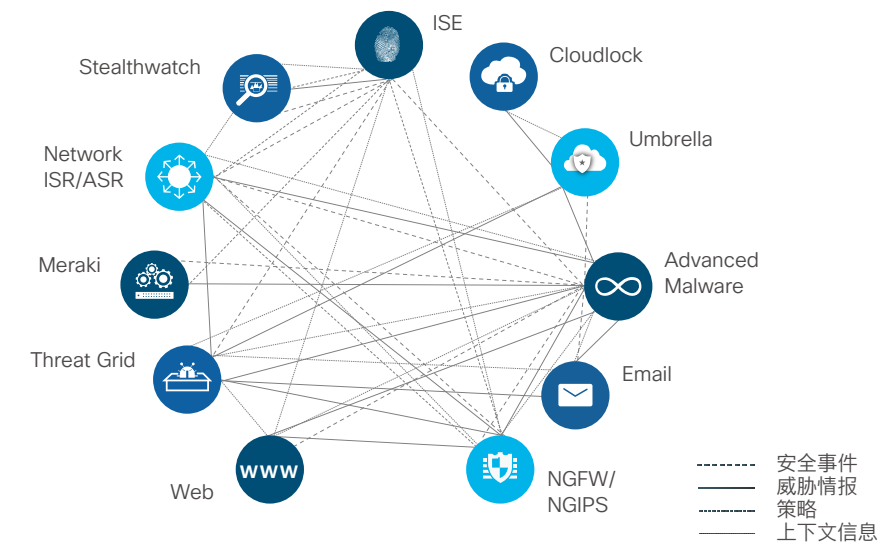 ISE
Cloudlock
Stealthwatch
Umbrella
Network
ISR/ASR
Meraki
Advanced
Malware
Threat Grid
Email
www
Web
NGFW/
NGIPS
安全事件
威胁情报
策略
上下文信息